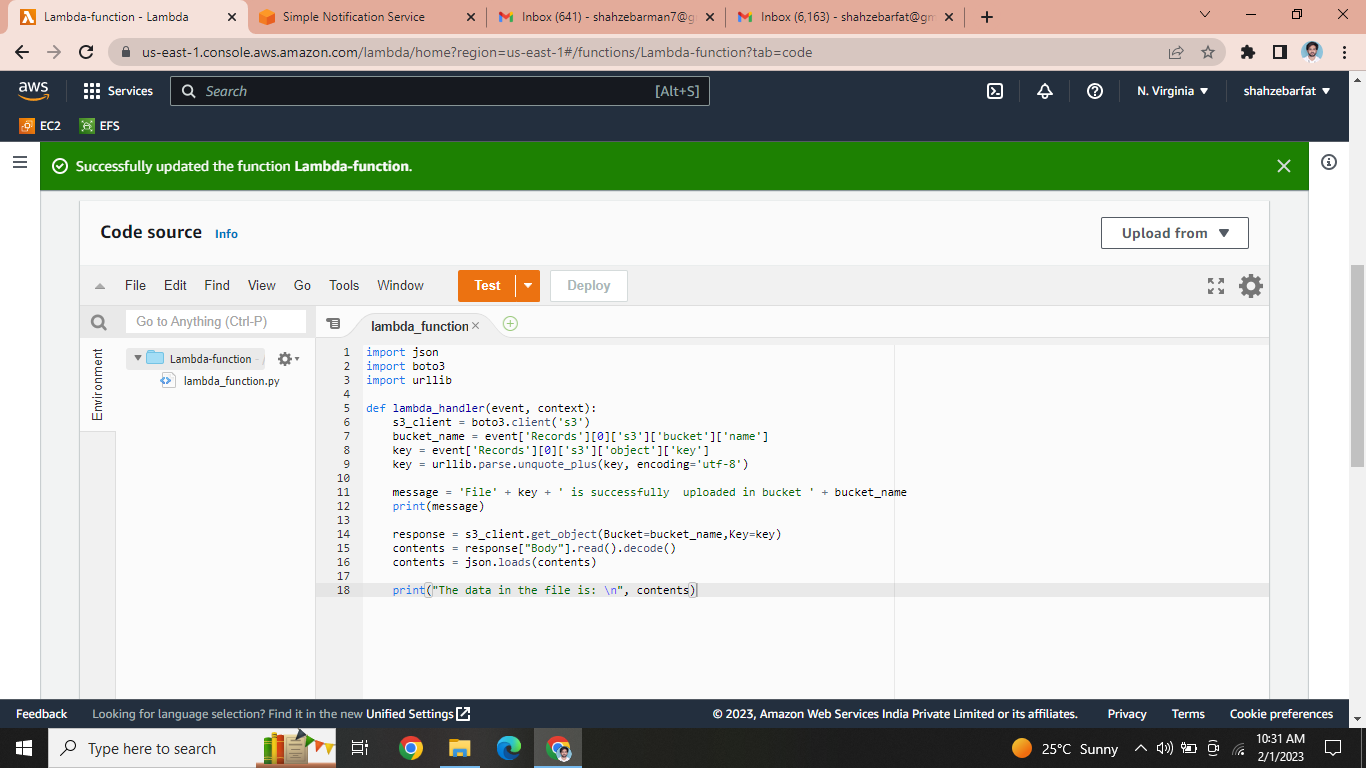 Lambda-function - Lambda
Simple Notification Service
Inbox (641) - shahzebarman7@g
Inbox (6,163) - shahzebarfat@gm
us-east-1.console.aws.amazon.com/lambda/home?region=us-east-1#/functions/Lambda-function?tab=code
aws
Services
Search
[Alt+S]
N. Virginia
shahzebarfat
EC2
EFS
Successfully updated the function Lambda-function.
Code source Info
Upload from
File Edit Find View Go Tools Window
Test
Deploy
Go to Anything (Ctrl-P)
lambda_function
Environment
Lambda-function -
lambda_function.py
1 import json
2 import boto3
3 import urllib
4
5 def lambda_handler(event, context):
6 s3_client = boto3.client('s3')
7 bucket_name = event['Records'][0]['s3']['bucket']['name']
8 key = event['Records'][0]['s3']['object']['key']
9 key = urllib.parse.unquote_plus(key, encoding='utf-8')
10
11 message = 'File' + key + ' is successfully  uploaded in bucket ' + bucket_name
12 print(message)
13
14 response = s3_client.get_object(Bucket=bucket_name,Key=key)
15 contents = response["Body"].read().decode()
16 contents = json.loads(contents)
17
18 print("The data in the file is: \n", contents)
Feedback
Looking for language selection? Find it in the new Unified Settings
© 2023, Amazon Web Services India Private Limited or its affiliates.
Privacy
Terms
Cookie preferences
Type here to search
25°C Sunny
10:31 AM
2/1/2023